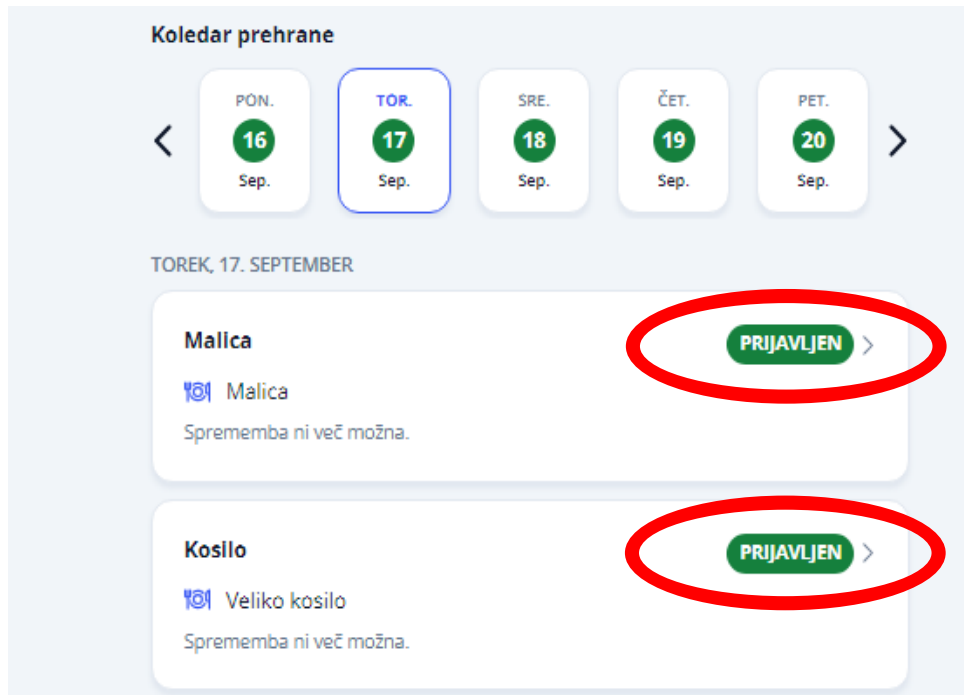 Koledar prehrane
PON. TOR. SRE. ČET. PET.
16 17 18 19 20
Sep. Sep. Sep. Sep. Sep.
TOREK, 17. SEPTEMBER
Malica PRIJAVLJEN
Malica
Sprememba ni več možna.
Kosilo PRIJAVLJEN
Veliko kosilo
Sprememba ni več možna.